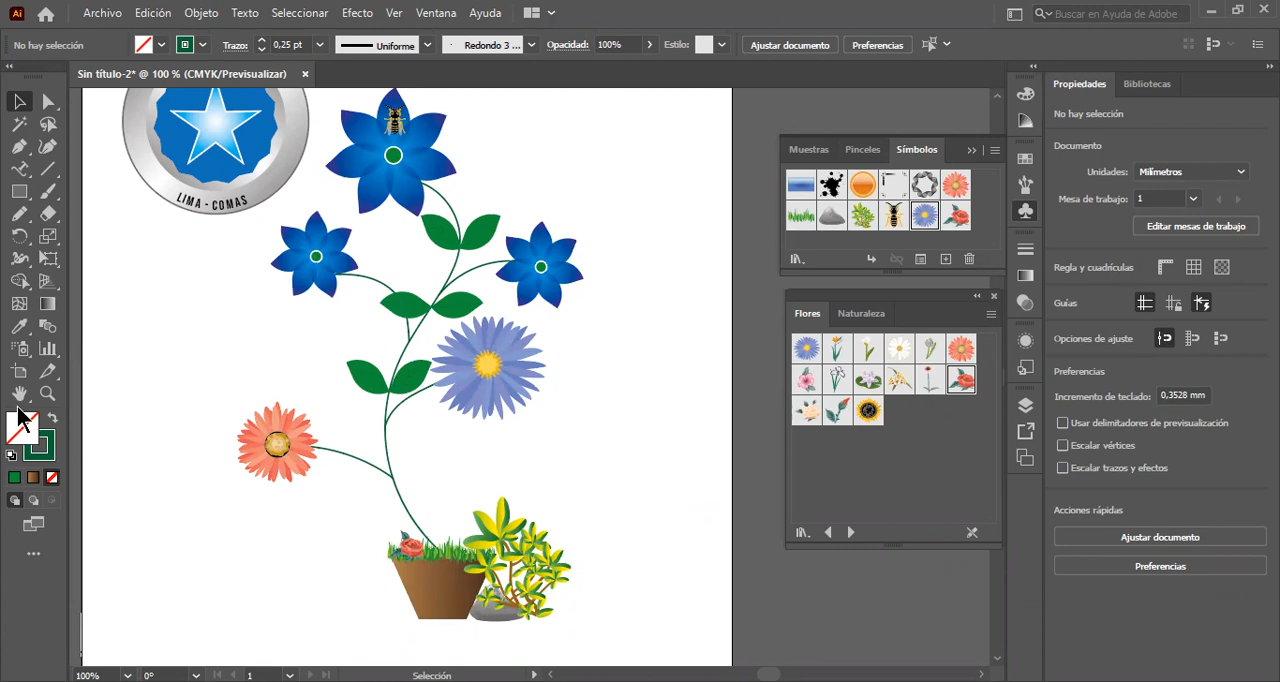 Ai Archivo Edición Objeto Texto Seleccionar Efecto Ver Ventana Ayuda Buscar en Ayuda de Adobe
No hay selección Trazo: 0,25 pt Uniforme Redondo 3 ... Opacidad: 100% Estilo: Ajustar documento Preferencias
Sin título-2* @ 100 % (CMYK/Previsualizar)
LIMA - COMAS
Muestras Pinceles Símbolos
Flores Naturaleza
Propiedades Bibliotecas
No hay selección
Documento
Unidades: Milímetros
Mesa de trabajo: 1
Editar mesas de trabajo
Regla y cuadrículas
Guías
Opciones de ajuste
Preferencias
Incremento de teclado: 0,3528 mm
Usar delimitadores de previsualización
Escalar vértices
Escalar trazos y efectos
Acciones rápidas
Ajustar documento
Preferencias
100% 0° 1 Selección